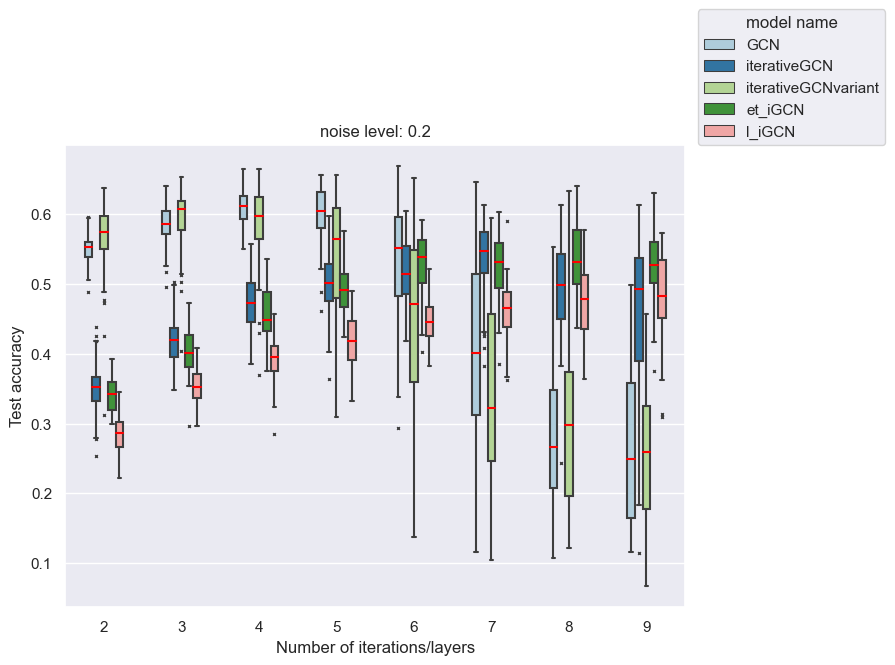 model name
GCN
iterativeGCN
iterativeGCNvariant
et_iGCN
l_iGCN
noise level: 0.2
Test accuracy
0.6
0.5
0.4
0.3
0.2
0.1
2 3 4 5 6 7 8 9
Number of iterations/layers